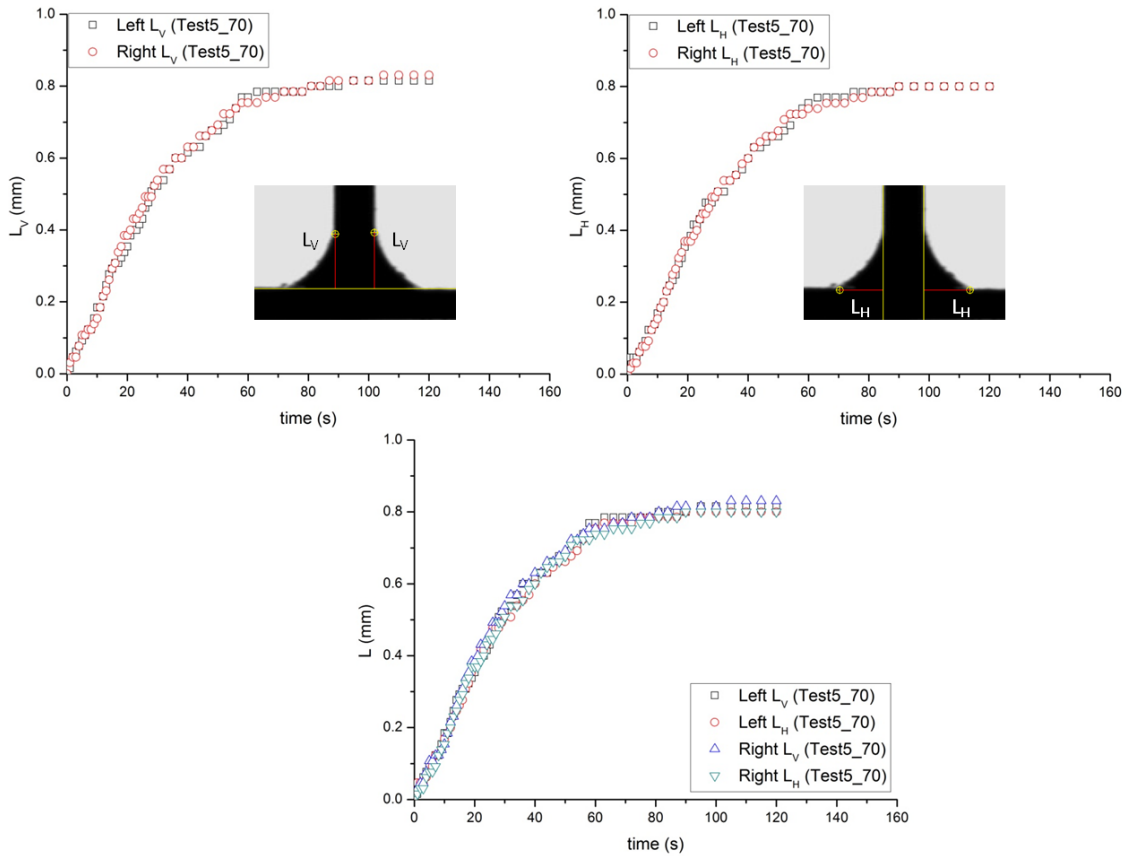 Left L_V (Test5_70)
Right L_V (Test5_70)
L_V (mm)
1.0
0.8
0.6
0.4
0.2
0.0
L_V
L_V
0 20 40 60 80 100 120 140 160
time (s)
Left L_H (Test5_70)
Right L_H (Test5_70)
L_H (mm)
1.0
0.8
0.6
0.4
0.2
0.0
L_H
L_H
0 20 40 60 80 100 120 140 160
time (s)
L (mm)
1.0
0.8
0.6
0.4
0.2
0.0
Left L_V (Test5_70)
Left L_H (Test5_70)
Right L_V (Test5_70)
Right L_H (Test5_70)
0 20 40 60 80 100 120 140 160
time (s)